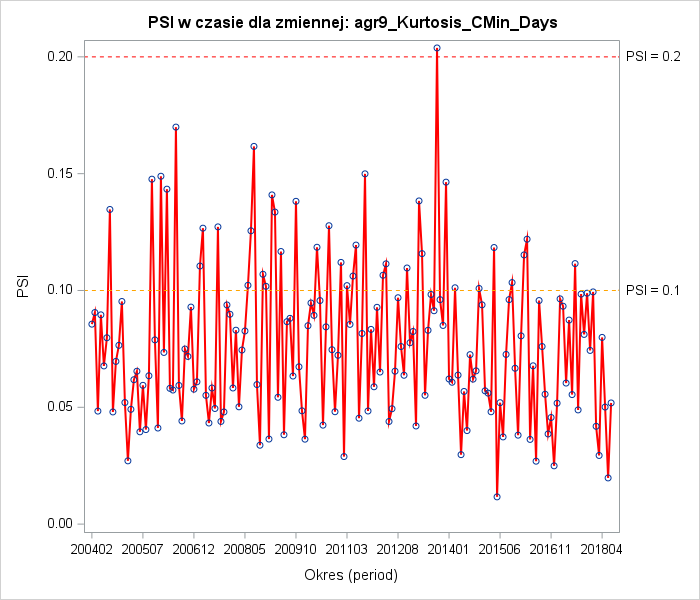 PSI w czasie dla zmiennej: agr9_Kurtosis_CMin_Days
0.20
PSI = 0.2
0.15
PSI
0.10
PSI = 0.1
0.05
0.00
200402 200507 200612 200805 200910 201103 201208 201401 201506 201611 201804
Okres (period)